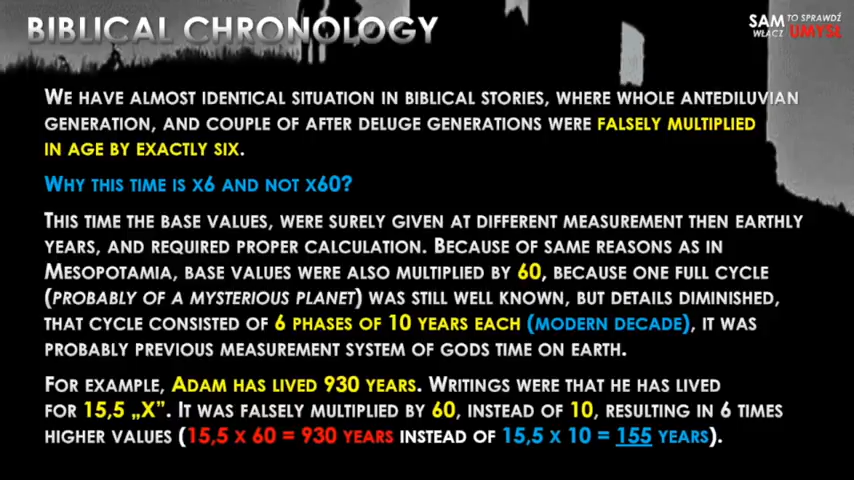 BIBLICAL CHRONOLOGY
SAM TO SPRAWDŹ
WŁĄCZ UMYSŁ
WE HAVE ALMOST IDENTICAL SITUATION IN BIBLICAL STORIES, WHERE WHOLE ANTEDILUVIAN
GENERATION, AND COUPLE OF AFTER DELUGE GENERATIONS WERE FALSELY MULTIPLIED
IN AGE BY EXACTLY SIX.
WHY THIS TIME IS X6 AND NOT X60?
THIS TIME THE BASE VALUES, WERE SURELY GIVEN AT DIFFERENT MEASUREMENT THEN EARTHLY
YEARS, AND REQUIRED PROPER CALCULATION. BECAUSE OF SAME REASONS AS IN
MESOPOTAMIA, BASE VALUES WERE ALSO MULTIPLIED BY 60, BECAUSE ONE FULL CYCLE
(PROBABLY OF A MYSTERIOUS PLANET) WAS STILL WELL KNOWN, BUT DETAILS DIMINISHED,
THAT CYCLE CONSISTED OF 6 PHASES OF 10 YEARS EACH (MODERN DECADE), IT WAS
PROBABLY PREVIOUS MEASUREMENT SYSTEM OF GODS TIME ON EARTH.
FOR EXAMPLE, ADAM HAS LIVED 930 YEARS. WRITINGS WERE THAT HE HAS LIVED
FOR 15,5 „X”. IT WAS FALSELY MULTIPLIED BY 60, INSTEAD OF 10, RESULTING IN 6 TIMES
HIGHER VALUES (15,5 X 60 = 930 YEARS INSTEAD OF 15,5 X 10 = 155 YEARS).